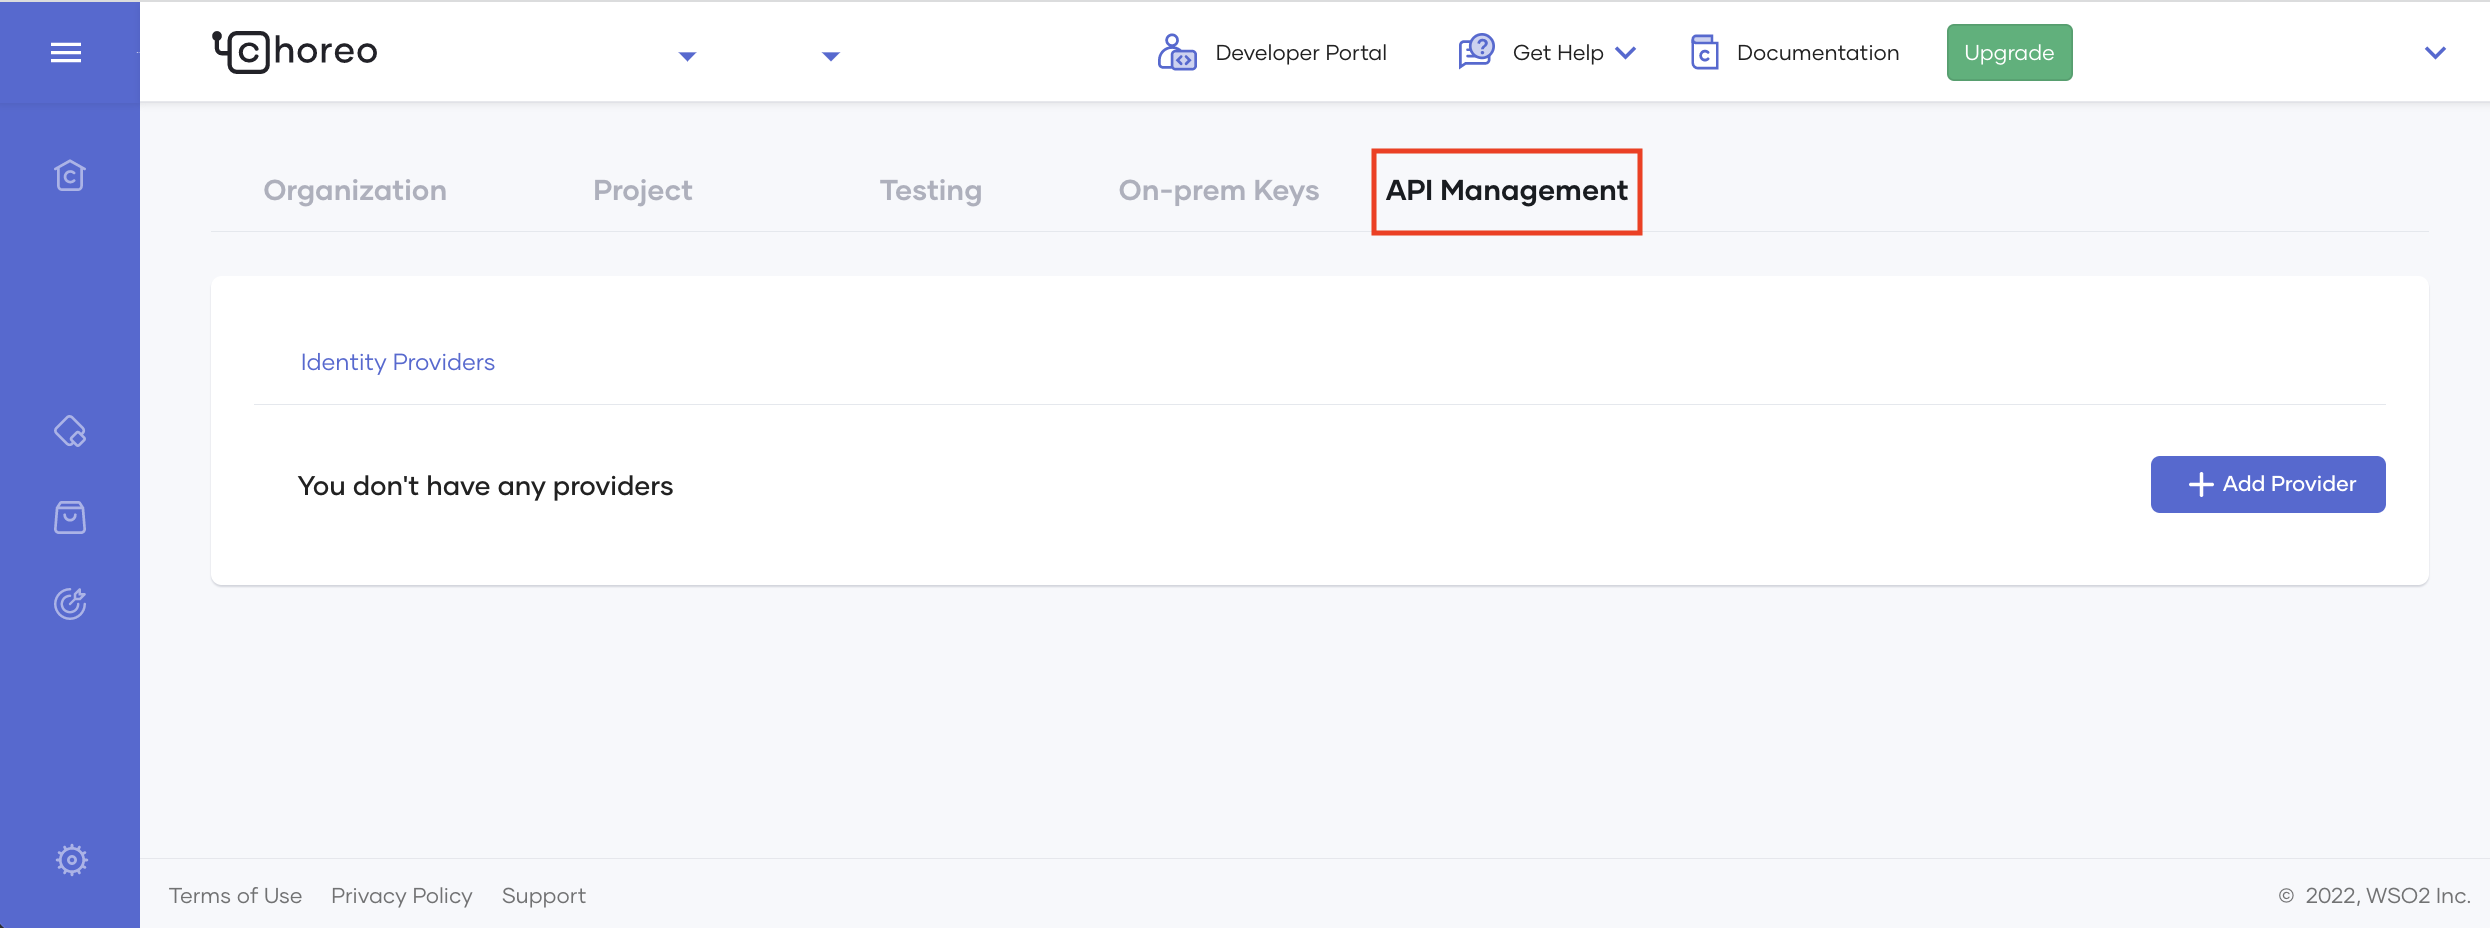 Choreo
Developer Portal
Get Help
Documentation
Upgrade
Organization
Project
Testing
On-prem Keys
API Management
Identity Providers
You don't have any providers
Add Provider
Terms of Use
Privacy Policy
Support
© 2022, WSO2 Inc.